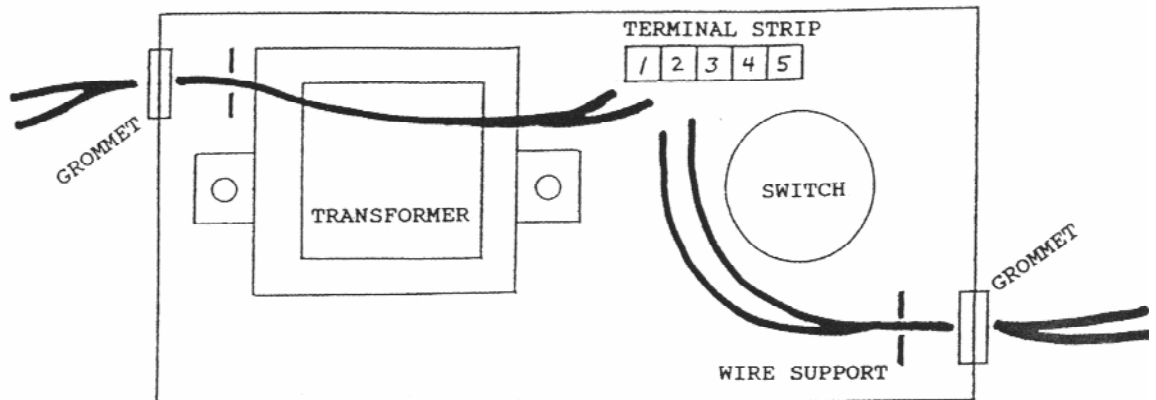 TERMINAL STRIP
1 2 3 4 5
GROMMET
TRANSFORMER
SWITCH
GROMMET
WIRE SUPPORT